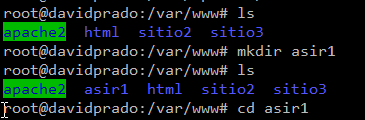 root@davidprado:/var/www# ls
apache2  html  sitio2  sitio3
root@davidprado:/var/www# mkdir asir1
root@davidprado:/var/www# ls
apache2  asir1  html  sitio2  sitio3
root@davidprado:/var/www# cd asir1